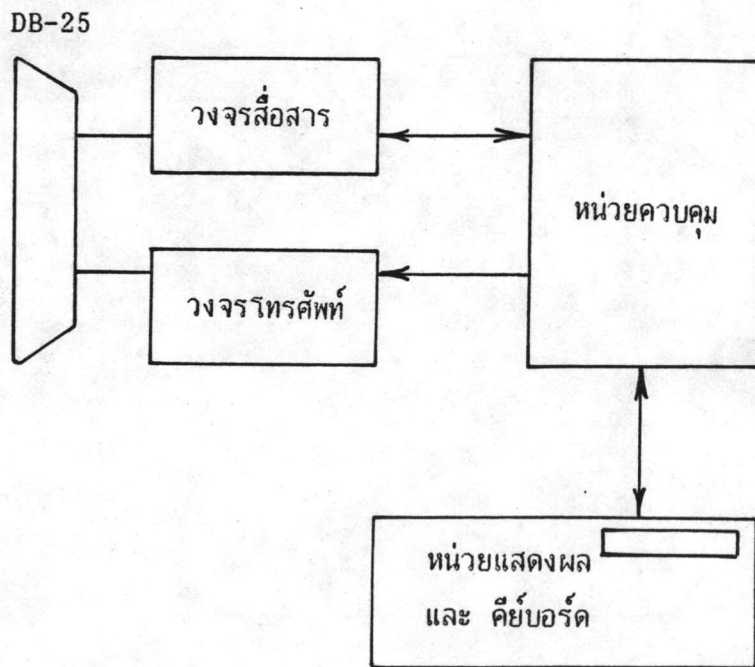 DB-25
วงจรสื่อสาร
หน่วยควบคุม
วงจรโทรศัพท์
หน่วยแสดงผล
และ คีย์บอร์ด